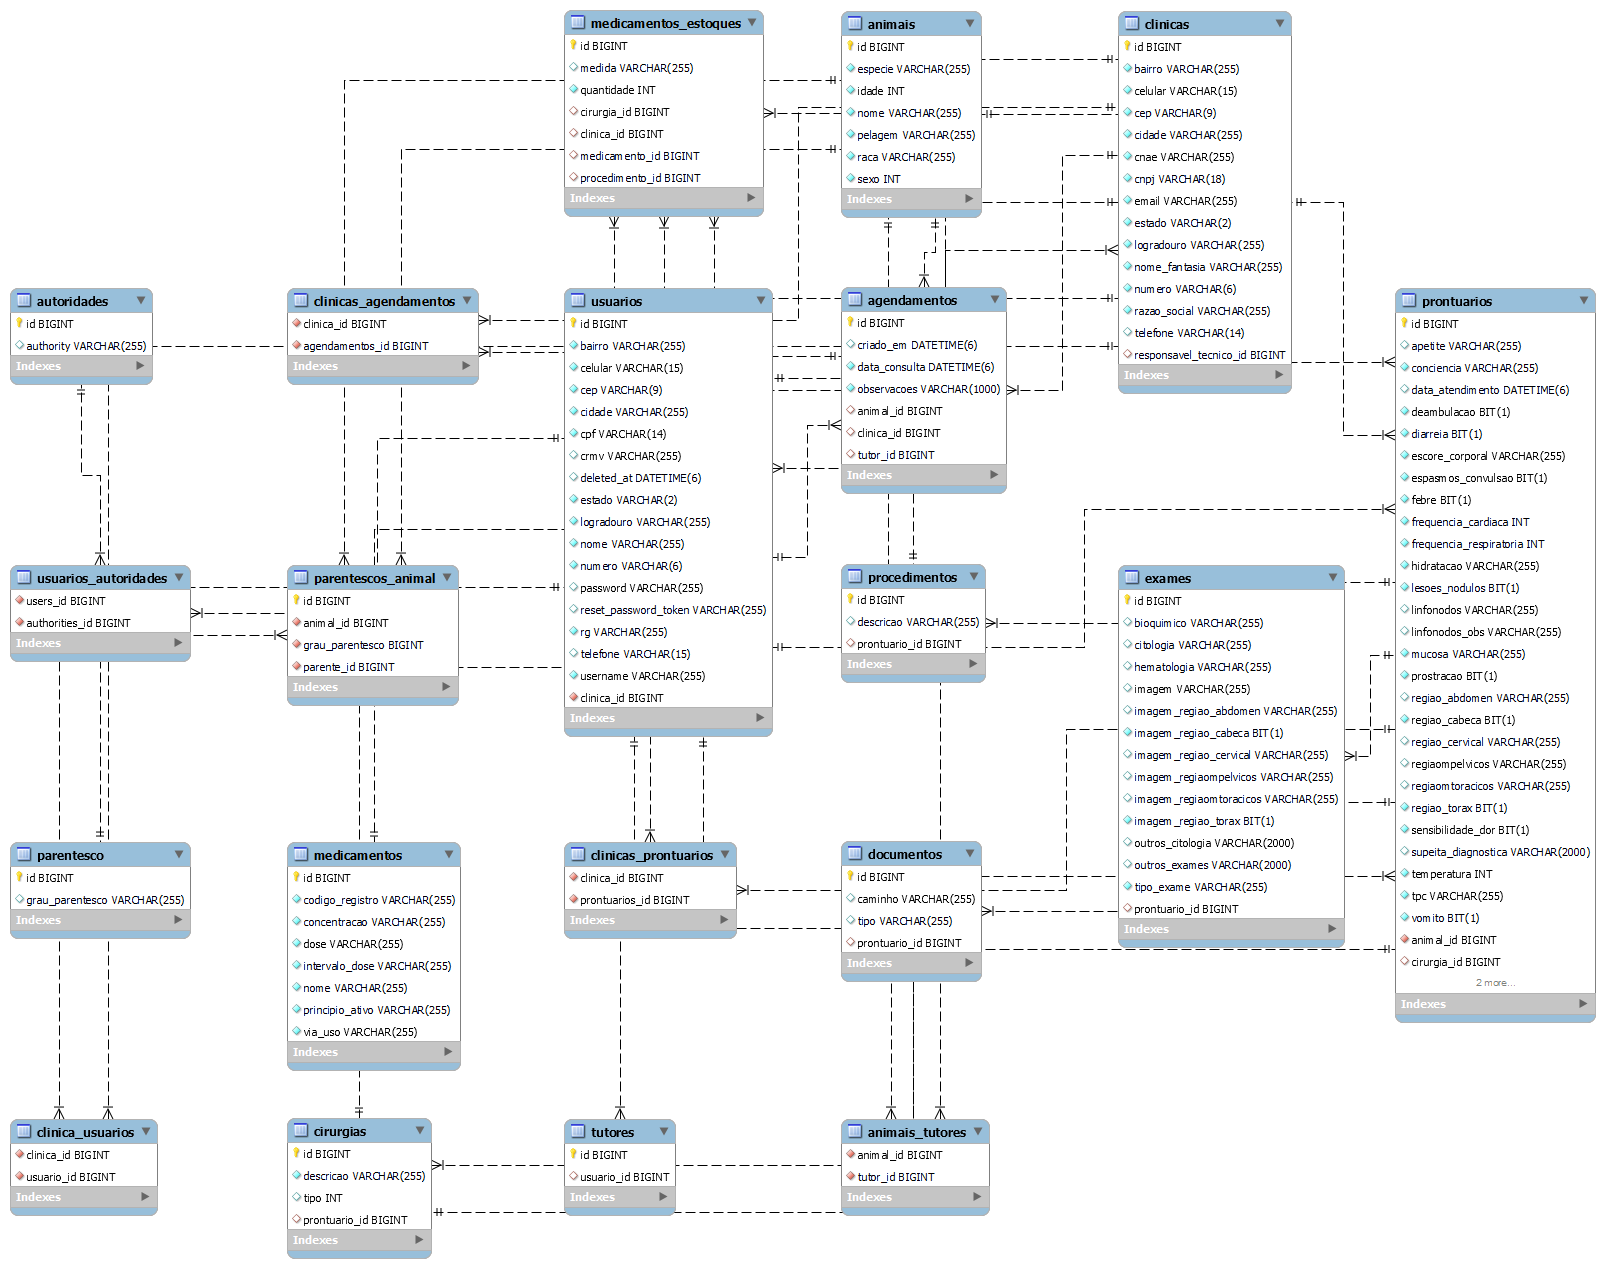 medicamentos_estoques
id BIGINT
medida VARCHAR(255)
quantidade INT
cirurgia_id BIGINT
clinica_id BIGINT
medicamento_id BIGINT
procedimento_id BIGINT
Indexes
animais
id BIGINT
especie VARCHAR(255)
idade INT
nome VARCHAR(255)
pelagem VARCHAR(255)
raca VARCHAR(255)
sexo INT
Indexes
clinicas
id BIGINT
bairro VARCHAR(255)
celular VARCHAR(15)
cep VARCHAR(9)
cidade VARCHAR(255)
cnae VARCHAR(255)
cnpj VARCHAR(18)
email VARCHAR(255)
estado VARCHAR(2)
logradouro VARCHAR(255)
nome_fantasia VARCHAR(255)
numero VARCHAR(6)
razao_social VARCHAR(255)
telefone VARCHAR(14)
responsavel_tecnico_id BIGINT
Indexes
autoridades
id BIGINT
authority VARCHAR(255)
Indexes
clinicas_agendamentos
clinica_id BIGINT
agendamentos_id BIGINT
Indexes
usuarios
id BIGINT
bairro VARCHAR(255)
celular VARCHAR(15)
cep VARCHAR(9)
cidade VARCHAR(255)
cpf VARCHAR(14)
crmv VARCHAR(255)
deleted_at DATETIME(6)
estado VARCHAR(2)
logradouro VARCHAR(255)
nome VARCHAR(255)
numero VARCHAR(6)
password VARCHAR(255)
reset_password_token VARCHAR(255)
rg VARCHAR(255)
telefone VARCHAR(15)
username VARCHAR(255)
clinica_id BIGINT
Indexes
agendamentos
id BIGINT
criado_em DATETIME(6)
data_consulta DATETIME(6)
observacoes VARCHAR(1000)
animal_id BIGINT
clinica_id BIGINT
tutor_id BIGINT
Indexes
prontuarios
id BIGINT
apetite VARCHAR(255)
conciencia VARCHAR(255)
data_atendimento DATETIME(6)
deambulacao BIT(1)
diarreia BIT(1)
escore_corporal VARCHAR(255)
espasmos_convulsao BIT(1)
febre BIT(1)
frequencia_cardiaca INT
frequencia_respiratoria INT
hidratacao VARCHAR(255)
lesoes_nodulos BIT(1)
linfonodos VARCHAR(255)
linfonodos_obs VARCHAR(255)
mucosa VARCHAR(255)
prostracao BIT(1)
regiao_abdomen VARCHAR(255)
regiao_cabeca BIT(1)
regiao_cervical VARCHAR(255)
regiaompelvicos VARCHAR(255)
regiaomtoracicos VARCHAR(255)
regiao_torax BIT(1)
sensibilidade_dor BIT(1)
supeita_diagnostica VARCHAR(2000)
temperatura INT
tpc VARCHAR(255)
vomito BIT(1)
animal_id BIGINT
cirurgia_id BIGINT
2 more...
Indexes
usuarios_autoridades
users_id BIGINT
authorities_id BIGINT
Indexes
parentescos_animal
id BIGINT
animal_id BIGINT
grau_parentesco BIGINT
parente_id BIGINT
Indexes
procedimentos
id BIGINT
descricao VARCHAR(255)
prontuario_id BIGINT
Indexes
exames
id BIGINT
bioquimico VARCHAR(255)
citologia VARCHAR(255)
hematologia VARCHAR(255)
imagem VARCHAR(255)
imagem_regiao_abdomen VARCHAR(255)
imagem_regiao_cabeca BIT(1)
imagem_regiao_cervical VARCHAR(255)
imagem_regiaompelvicos VARCHAR(255)
imagem_regiaomtoracicos VARCHAR(255)
imagem_regiao_torax BIT(1)
outros_citologia VARCHAR(2000)
outros_exames VARCHAR(2000)
tipo_exame VARCHAR(255)
prontuario_id BIGINT
Indexes
parentesco
id BIGINT
grau_parentesco VARCHAR(255)
Indexes
medicamentos
id BIGINT
codigo_registro VARCHAR(255)
concentracao VARCHAR(255)
dose VARCHAR(255)
intervalo_dose VARCHAR(255)
nome VARCHAR(255)
principio_ativo VARCHAR(255)
via_uso VARCHAR(255)
Indexes
clinicas_prontuarios
clinica_id BIGINT
prontuarios_id BIGINT
Indexes
documentos
id BIGINT
caminho VARCHAR(255)
tipo VARCHAR(255)
prontuario_id BIGINT
Indexes
clinica_usuarios
clinica_id BIGINT
usuario_id BIGINT
Indexes
cirurgias
id BIGINT
descricao VARCHAR(255)
tipo INT
prontuario_id BIGINT
Indexes
tutores
id BIGINT
usuario_id BIGINT
Indexes
animais_tutores
animal_id BIGINT
tutor_id BIGINT
Indexes